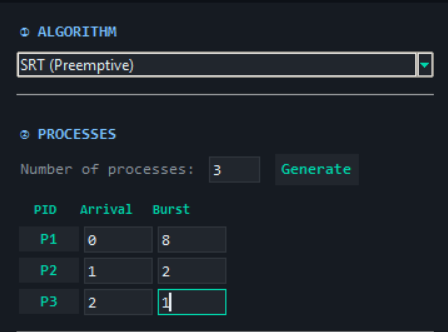 ① ALGORITHM
SRT (Preemptive)
② PROCESSES
Number of processes: 3 Generate
PID Arrival Burst
P1 0 8
P2 1 2
P3 2 1